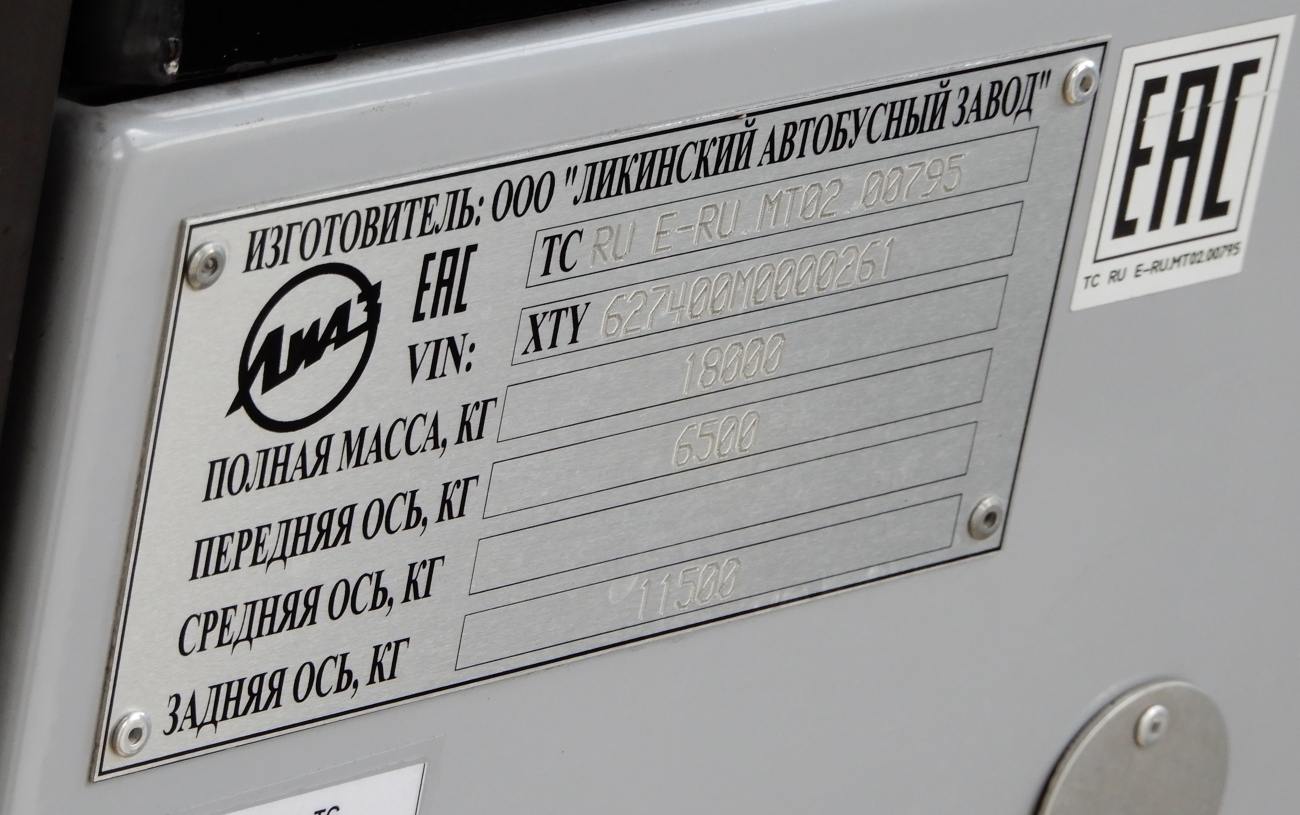 ИЗГОТОВИТЕЛЬ: ООО "ЛИКИНСКИЙ АВТОБУСНЫЙ ЗАВОД"
ЛИАЗ
ЕАС
ТС RU E-RU.MT02.00795
VIN: XTY 627400M0000261
ПОЛНАЯ МАССА, КГ 18000
ПЕРЕДНЯЯ ОСЬ, КГ 6500
СРЕДНЯЯ ОСЬ, КГ
ЗАДНЯЯ ОСЬ, КГ 11500
ЕАС
TC RU E-RU.MT02.00795